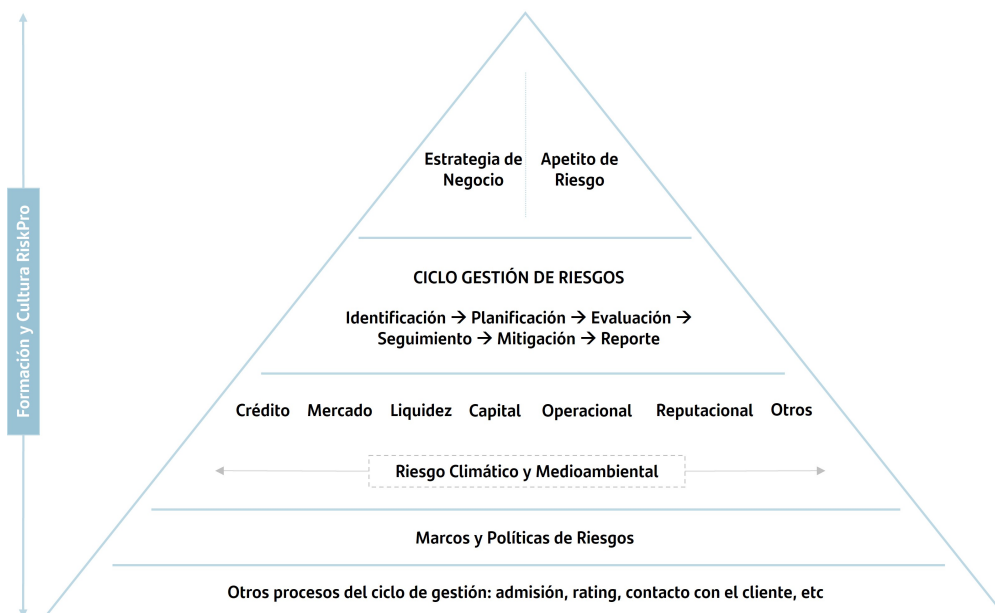 Formación y Cultura RiskPro
Estrategia de Negocio
Apetito de Riesgo
CICLO GESTIÓN DE RIESGOS
Identificación → Planificación → Evaluación →
Seguimiento → Mitigación → Reporte
Crédito Mercado Liquidez Capital Operacional Reputacional Otros
Riesgo Climático y Medioambiental
Marcos y Políticas de Riesgos
Otros procesos del ciclo de gestión: admisión, rating, contacto con el cliente, etc